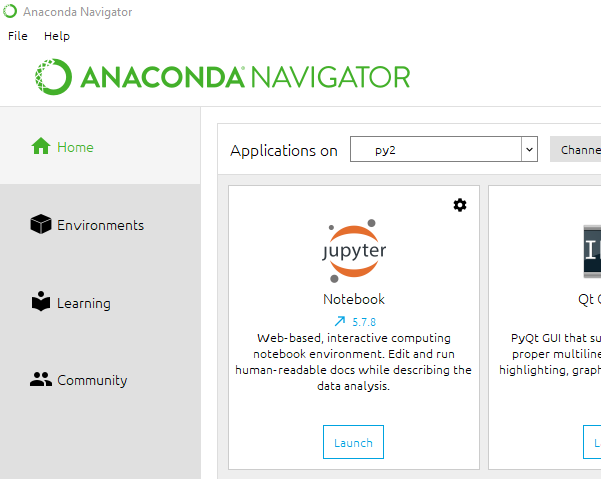 Anaconda Navigator
File Help
ANACONDA NAVIGATOR
Home
Environments
Learning
Community
Applications on py2 Channe
jupyter
Notebook
5.7.8
Web-based, interactive computing
notebook environment. Edit and run
human-readable docs while describing the
data analysis.
Launch
Qt
PyQt GUI that su
proper multiline
highlighting, graph
L